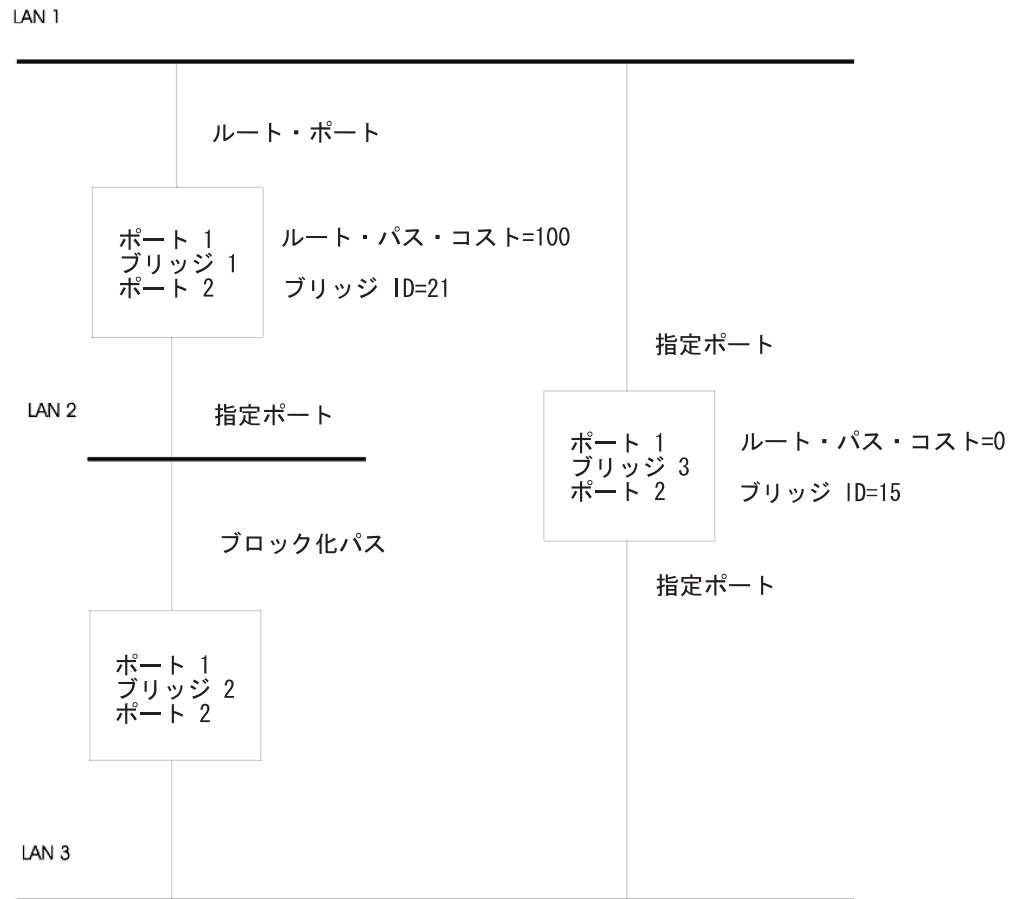 LAN 1
ルート・ポート
ポート 1
ブリッジ 1
ポート 2
ルート・パス・コスト=100
ブリッジ ID=21
指定ポート
LAN 2
指定ポート
ポート 1
ブリッジ 3
ポート 2
ルート・パス・コスト=0
ブリッジ ID=15
ブロック化パス
指定ポート
ポート 1
ブリッジ 2
ポート 2
LAN 3